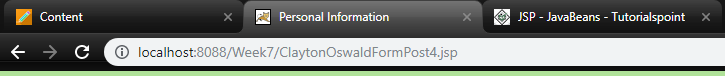 Content Personal Information JSP - JavaBeans - Tutorialspoint
localhost:8088/Week7/ClaytonOswaldFormPost4.jsp